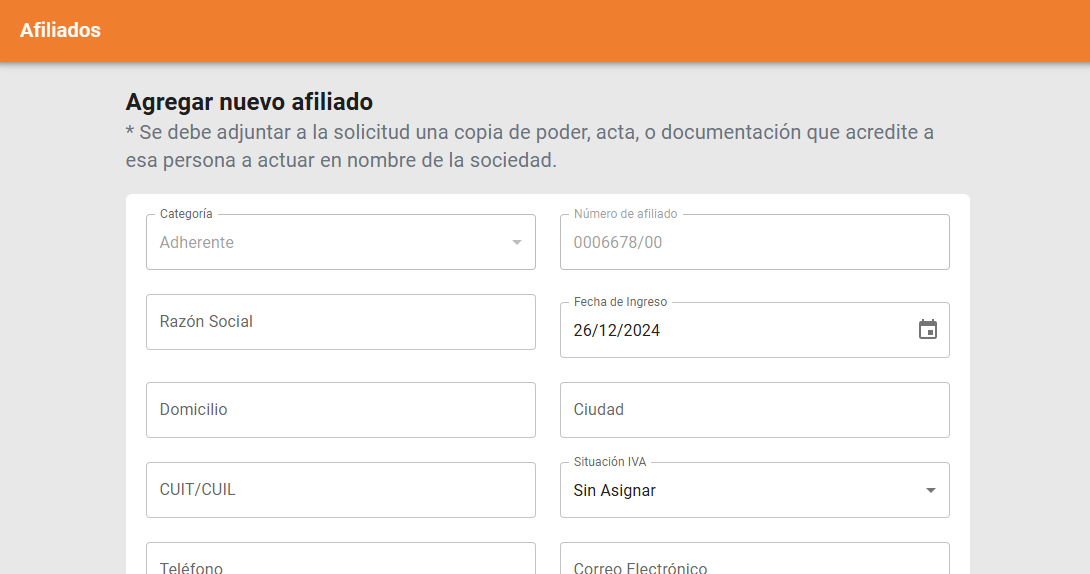 Afiliados
Agregar nuevo afiliado
* Se debe adjuntar a la solicitud una copia de poder, acta, o documentación que acredite a
esa persona a actuar en nombre de la sociedad.
Categoría
Adherente
Número de afiliado
0006678/00
Razón Social
Fecha de Ingreso
26/12/2024
Domicilio
Ciudad
CUIT/CUIL
Situación IVA
Sin Asignar
Teléfono
Correo Electrónico